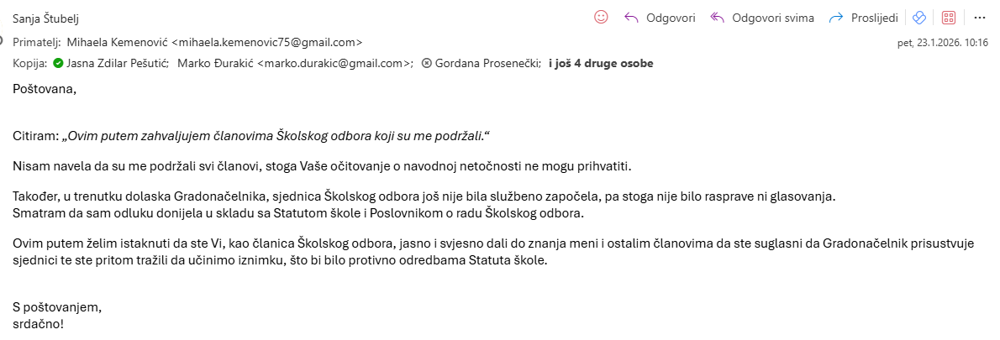 Sanja Štubelj
Odgovori
Odgovori svima
Proslijedi
Primatelj: Mihaela Kemenović <mihaela.kemenovic75@gmail.com>
pet, 23.1.2026. 10:16
Kopija: Jasna Zdilar Pešutić; Marko Đurakić <marko.durakic@gmail.com>; Gordana Prosenečki; i još 4 druge osobe
Poštovana,
Citiram: „Ovim putem zahvaljujem članovima Školskog odbora koji su me podržali.“
Nisam navela da su me podržali svi članovi, stoga Vaše očitovanje o navodnoj netočnosti ne mogu prihvatiti.
Također, u trenutku dolaska Gradonačelnika, sjednica Školskog odbora još nije bila službeno započela, pa stoga nije bilo rasprave ni glasovanja.
Smatram da sam odluku donijela u skladu sa Statutom škole i Poslovnikom o radu Školskog odbora.
Ovim putem želim istaknuti da ste Vi, kao članica Školskog odbora, jasno i svjesno dali do znanja meni i ostalim članovima da ste suglasni da Gradonačelnik prisustvuje
sjednici te ste pritom tražili da učinimo iznimku, što bi bilo protivno odredbama Statuta škole.
S poštovanjem,
srdačno!